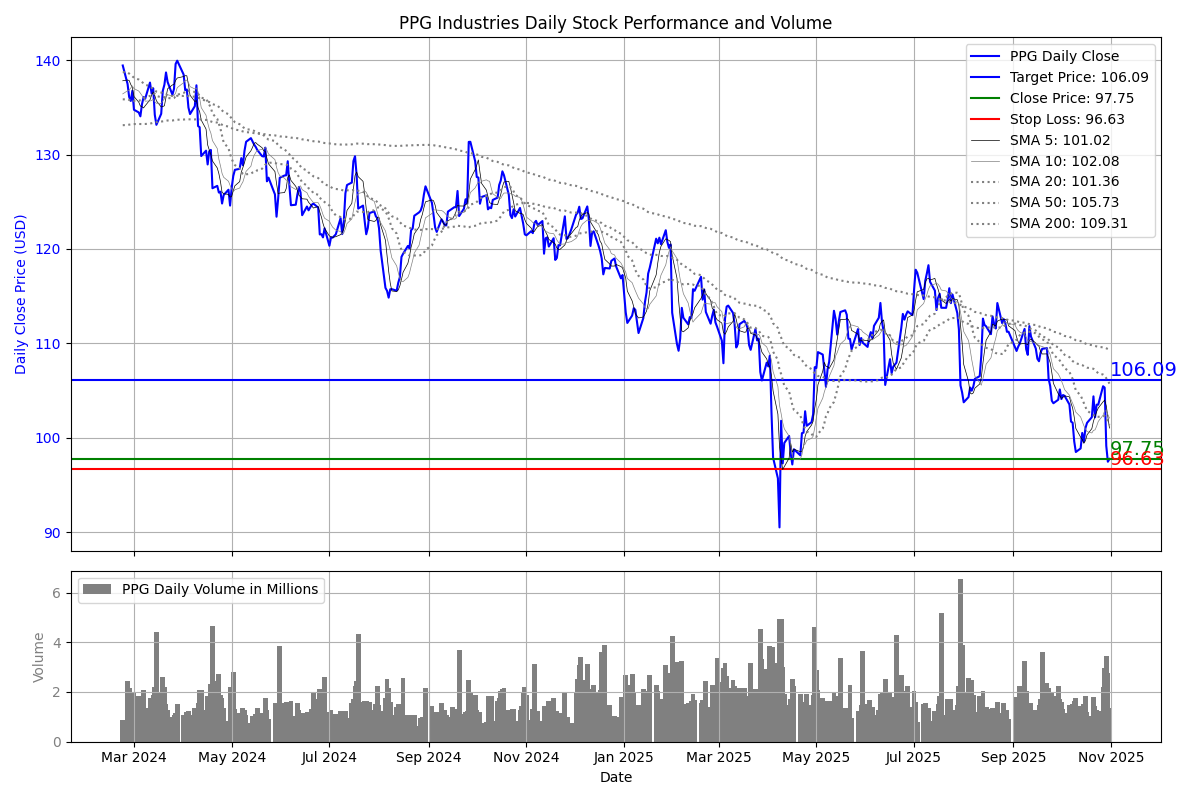 PPG Industries Daily Stock Performance and Volume
Daily Close Price (USD)
140
130
120
110
100
90
PPG Daily Close
Target Price: 106.09
Close Price: 97.75
Stop Loss: 96.63
SMA 5: 101.02
SMA 10: 102.08
SMA 20: 101.36
SMA 50: 105.73
SMA 200: 109.31
106.09
97.75
96.63
PPG Daily Volume in Millions
Volume
6
4
2
0
Mar 2024 May 2024 Jul 2024 Sep 2024 Nov 2024 Jan 2025 Mar 2025 May 2025 Jul 2025 Sep 2025 Nov 2025
Date